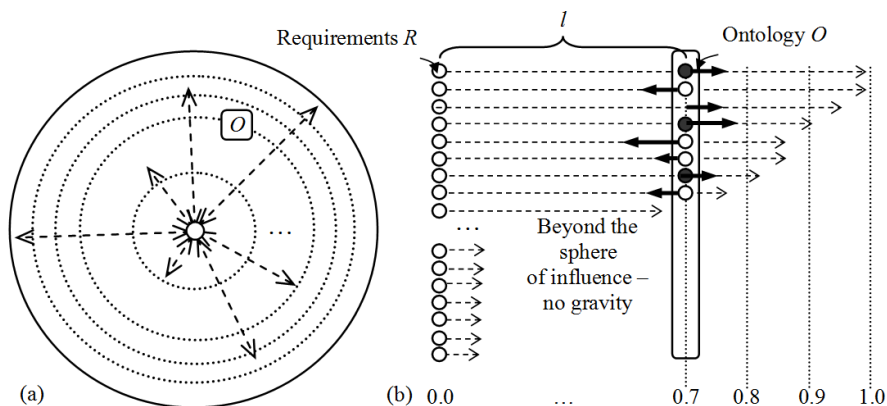 l
Requirements R
Ontology O
O
...
...
Beyond the
sphere
of influence –
no gravity
(a)
(b)
0.0
...
0.7
0.8
0.9
1.0